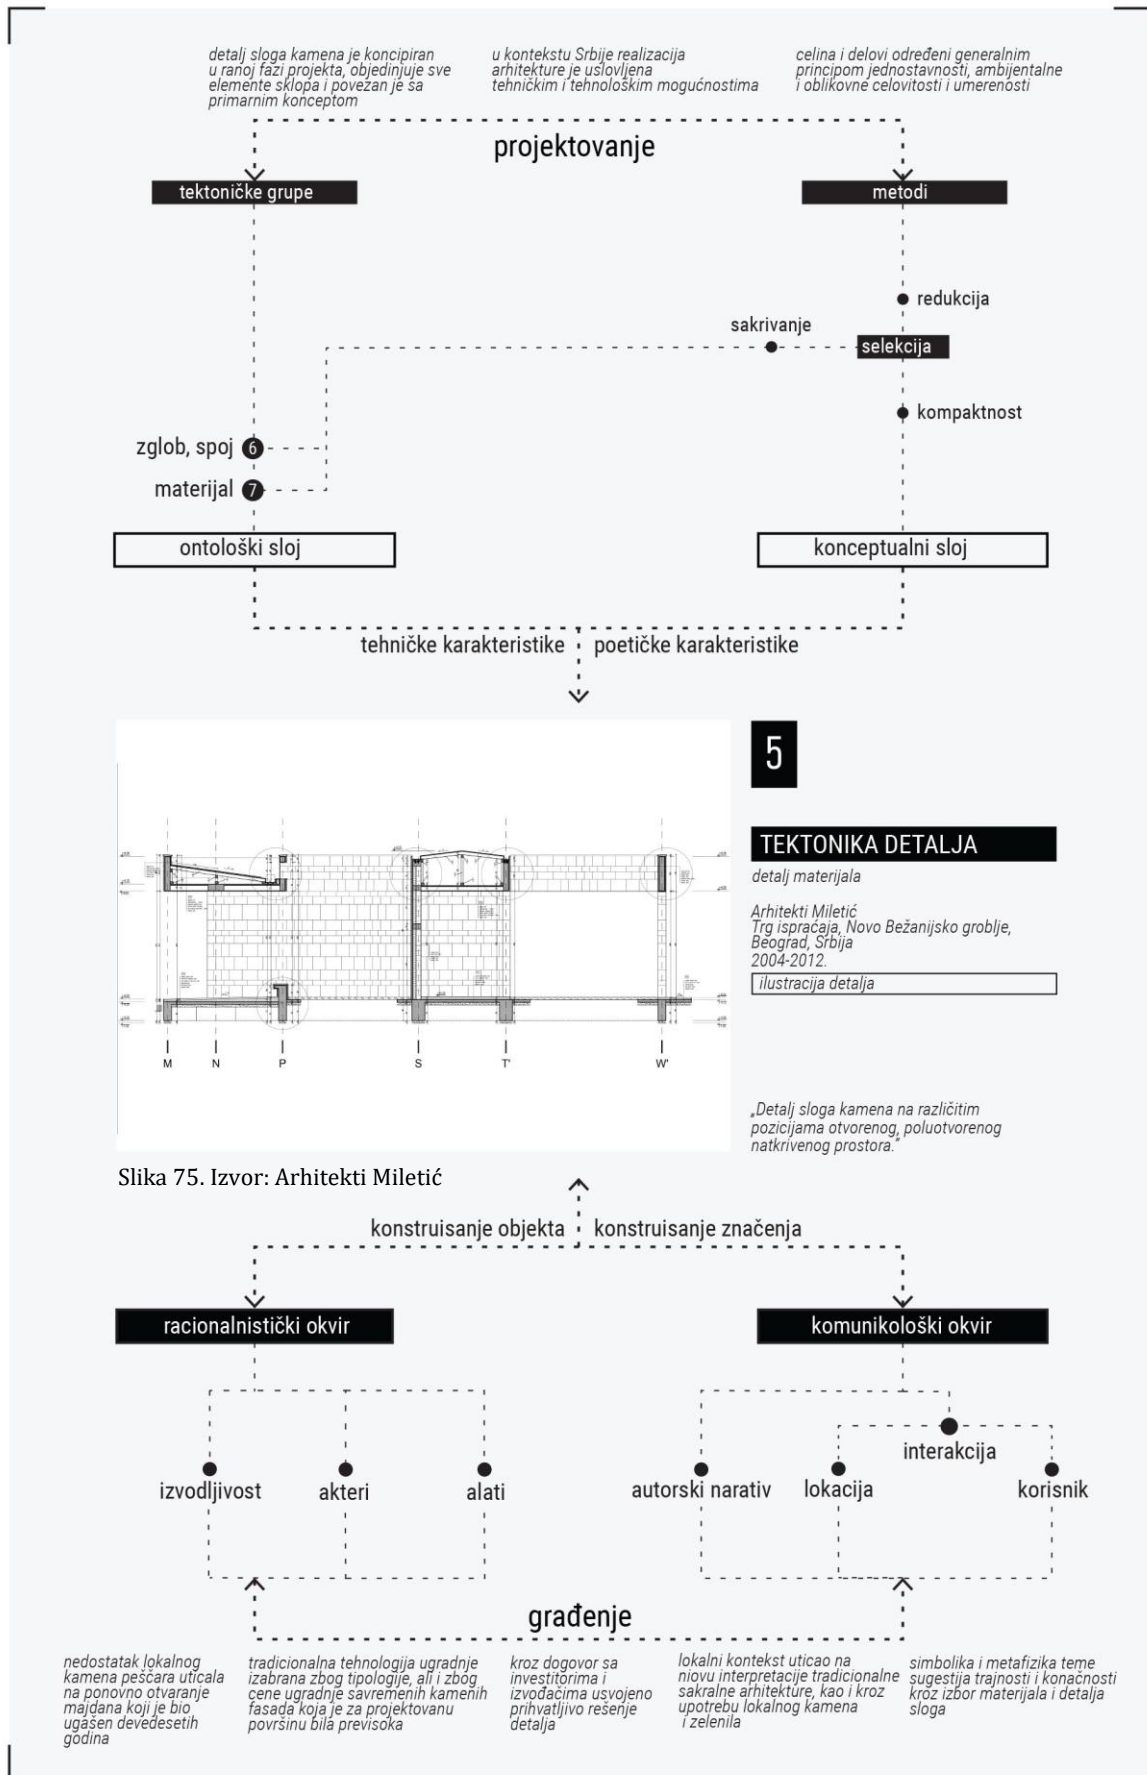 detalj sloga kamena je koncipiran
u ranoj fazi projekta, objedinjuje sve
elemente sklopa i povezan je sa
primarnim konceptom
u kontekstu Srbije realizacija
arhitekture je uslovljena
tehničkim i tehnološkim mogućnostima
celina i delovi određeni generalnim
principom jednostavnosti, ambijentalne
i oblikovne celovitosti i umerenosti
projektovanje
tektoničke grupe
metodi
redukcija
sakrivanje
selekcija
kompaktnost
zglob, spoj 6
materijal 7
ontološki sloj
konceptualni sloj
tehničke karakteristike
poetičke karakteristike
5
TEKTONIKA DETALJA
detalj materijala
Arhitekti Miletić
Trg ispraćaja, Novo Bežanijsko groblje,
Beograd, Srbija
2004-2012.
ilustracija detalja
M N P S T' W'
„Detalj sloga kamena na različitim
pozicijama otvorenog, poluotvorenog
natkrivenog prostora.”
Slika 75. Izvor: Arhitekti Miletić
konstruisanje objekta
konstruisanje značenja
racionalnistički okvir
komunikološki okvir
interakcija
izvodljivost
akteri
alati
autorski narativ
lokacija
korisnik
građenje
nedostatak lokalnog
kamena peščara uticala
na ponovno otvaranje
majdana koji je bio
ugašen devedesetih
godina
tradicionalna tehnologija ugradnje
izabrana zbog tipologije, ali i zbog
cene ugradnje savremenih kamenih
fasada koja je za projektovanu
površinu bila previsoka
kroz dogovor sa
investitorima i
izvođačima usvojeno
prihvatljivo rešenje
detalja
lokalni kontekst uticao na
niovu interpretacije tradicionalne
sakralne arhitekture, kao i kroz
upotrebu lokalnog kamena
i zelenila
simbolika i metafizika teme
sugestija trajnosti i konačnosti
kroz izbor materijala i detalja
sloga